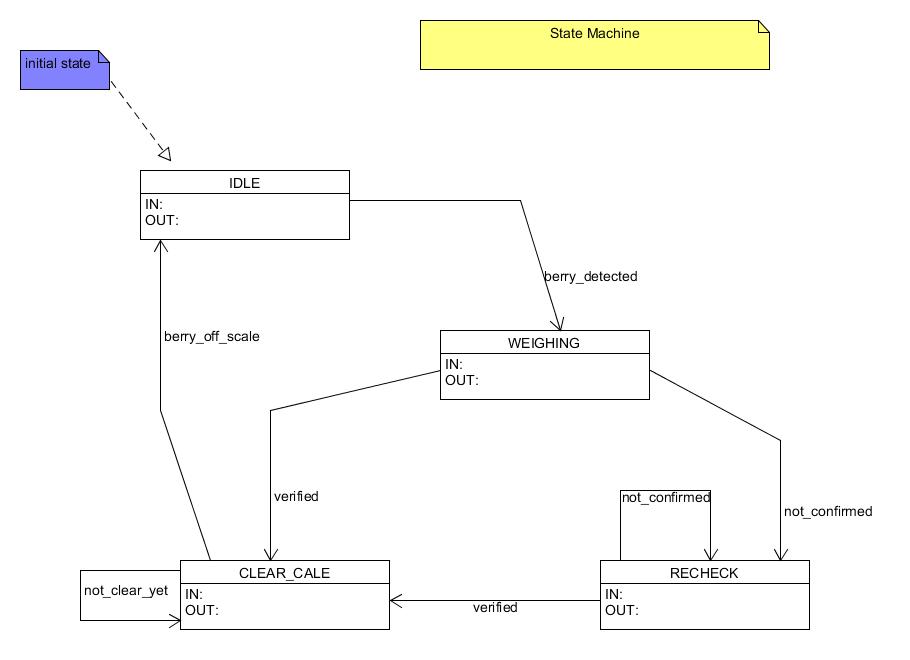 State Machine
initial state
IDLE
IN:
OUT:
berry_detected
berry_off_scale
WEIGHING
IN:
OUT:
verified
not_confirmed
not_confirmed
CLEAR_CALE
IN:
OUT:
not_clear_yet
verified
RECHECK
IN:
OUT: